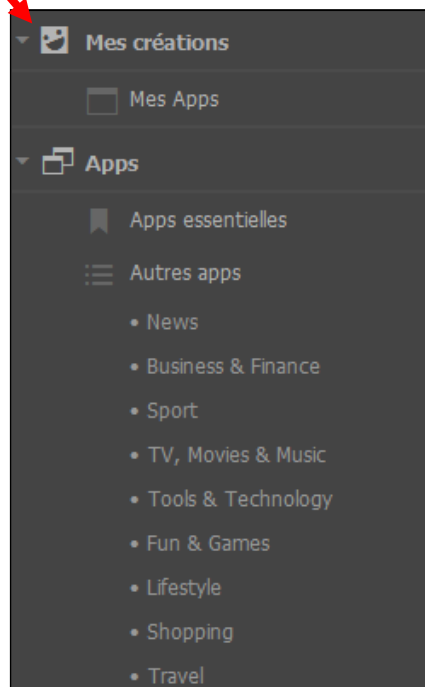 Mes créations
Mes Apps
Apps
Apps essentielles
Autres apps
• News
• Business & Finance
• Sport
• TV, Movies & Music
• Tools & Technology
• Fun & Games
• Lifestyle
• Shopping
• Travel